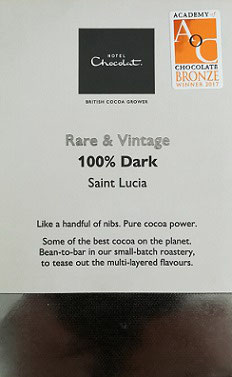 ACADEMY of
A
O
C
CHOCOLATE
BRONZE
WINNER 2017
HOTEL
Chocolat.
BRITISH COCOA GROWER
Rare & Vintage
100% Dark
Saint Lucia
Like a handful of nibs. Pure cocoa power.
Some of the best cocoa on the planet.
Bean-to-bar in our small-batch roastery,
to tease out the multi-layered flavours.